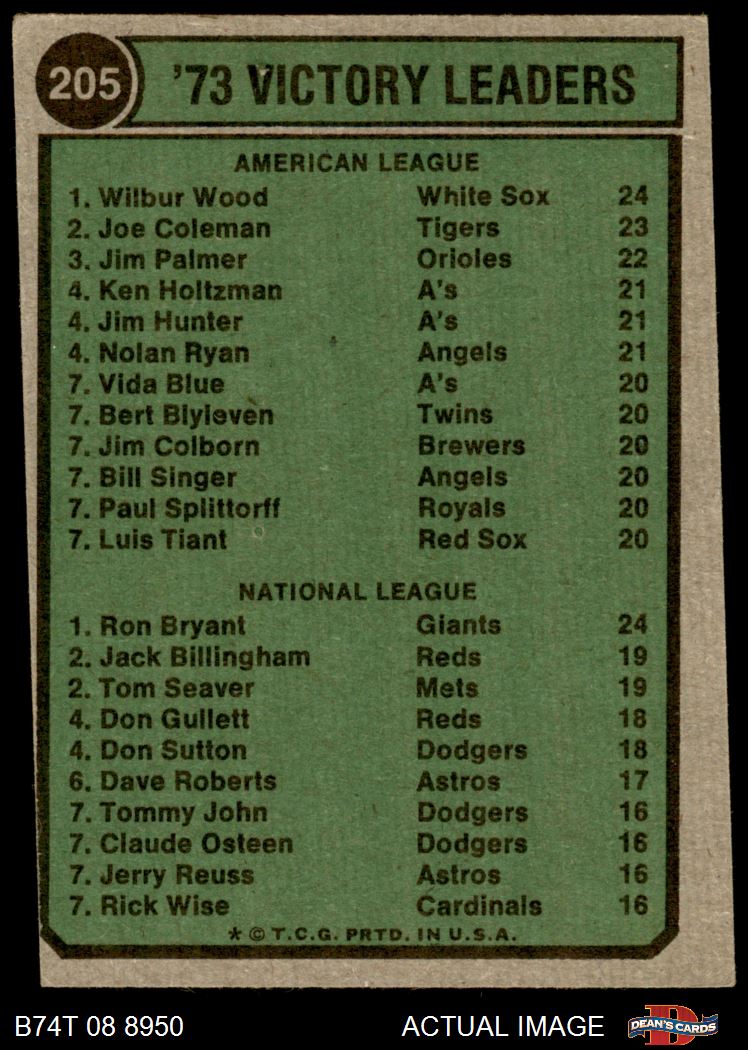 205 '73 VICTORY LEADERS
AMERICAN LEAGUE
1. Wilbur Wood White Sox 24
2. Joe Coleman Tigers 23
3. Jim Palmer Orioles 22
4. Ken Holtzman A's 21
4. Jim Hunter A's 21
4. Nolan Ryan Angels 21
7. Vida Blue A's 20
7. Bert Blyleven Twins 20
7. Jim Colborn Brewers 20
7. Bill Singer Angels 20
7. Paul Splittorff Royals 20
7. Luis Tiant Red Sox 20
NATIONAL LEAGUE
1. Ron Bryant Giants 24
2. Jack Billingham Reds 19
2. Tom Seaver Mets 19
4. Don Gullett Reds 18
4. Don Sutton Dodgers 18
6. Dave Roberts Astros 17
7. Tommy John Dodgers 16
7. Claude Osteen Dodgers 16
7. Jerry Reuss Astros 16
7. Rick Wise Cardinals 16
* © T.C.G. PRTD. IN U.S.A.
B74T 08 8950 ACTUAL IMAGE D DEAN'S CARDS